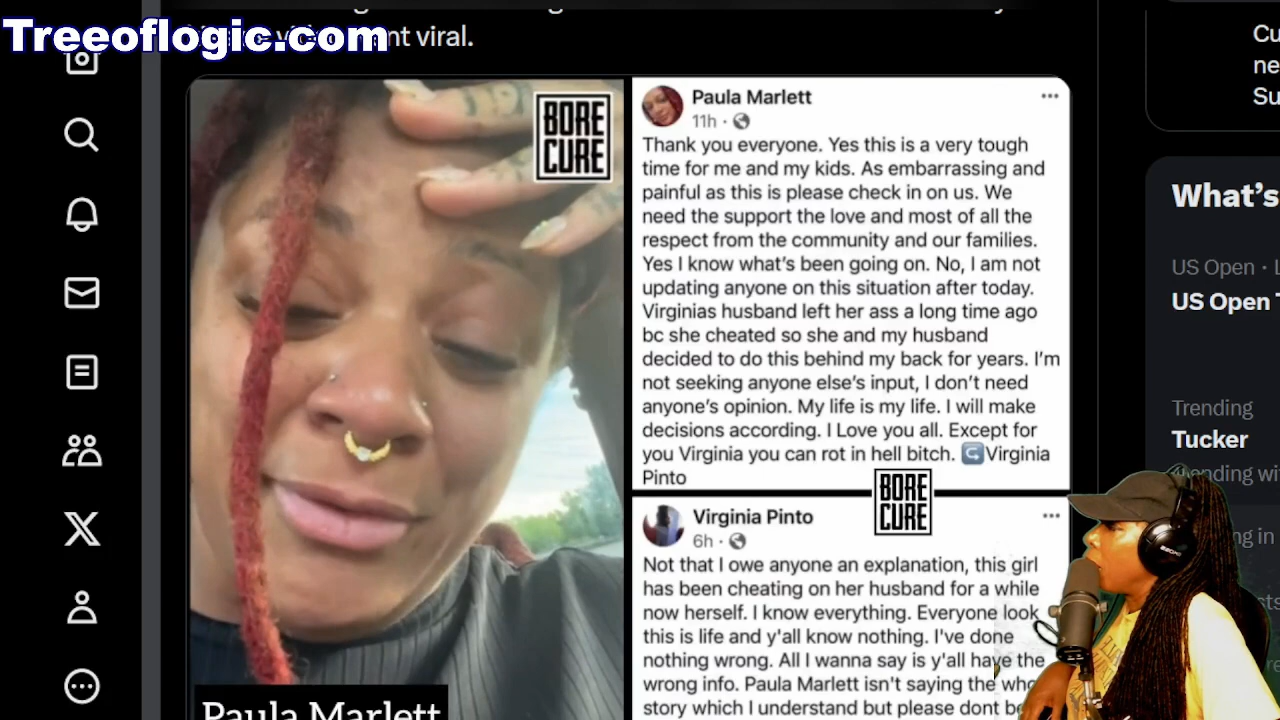 Treeoflogic.com
nt viral.
BORE
CURE
Paula Marlett
11h ·
Thank you everyone. Yes this is a very tough
time for me and my kids. As embarrassing and
painful as this is please check in on us. We
need the support the love and most of all the
respect from the community and our families.
Yes I know what's been going on. No, I am not
updating anyone on this situation after today.
Virginias husband left her ass a long time ago
bc she cheated so she and my husband
decided to do this behind my back for years. I'm
not seeking anyone else's input, I don't need
anyone's opinion. My life is my life. I will make
decisions according. I Love you all. Except for
you Virginia you can rot in hell bitch. Virginia
Pinto
BORE
CURE
Virginia Pinto
6h ·
Not that I owe anyone an explanation, this girl
has been cheating on her husband for a while
now herself. I know everything. Everyone look
this is life and y'all know nothing. I've done
nothing wrong. All I wanna say is y'all have the
wrong info. Paula Marlett isn't saying the
story which I understand but please dont
Paula Marlett
Cu
ne
Su
What's
US Open ·
US Open
Trending
Tucker